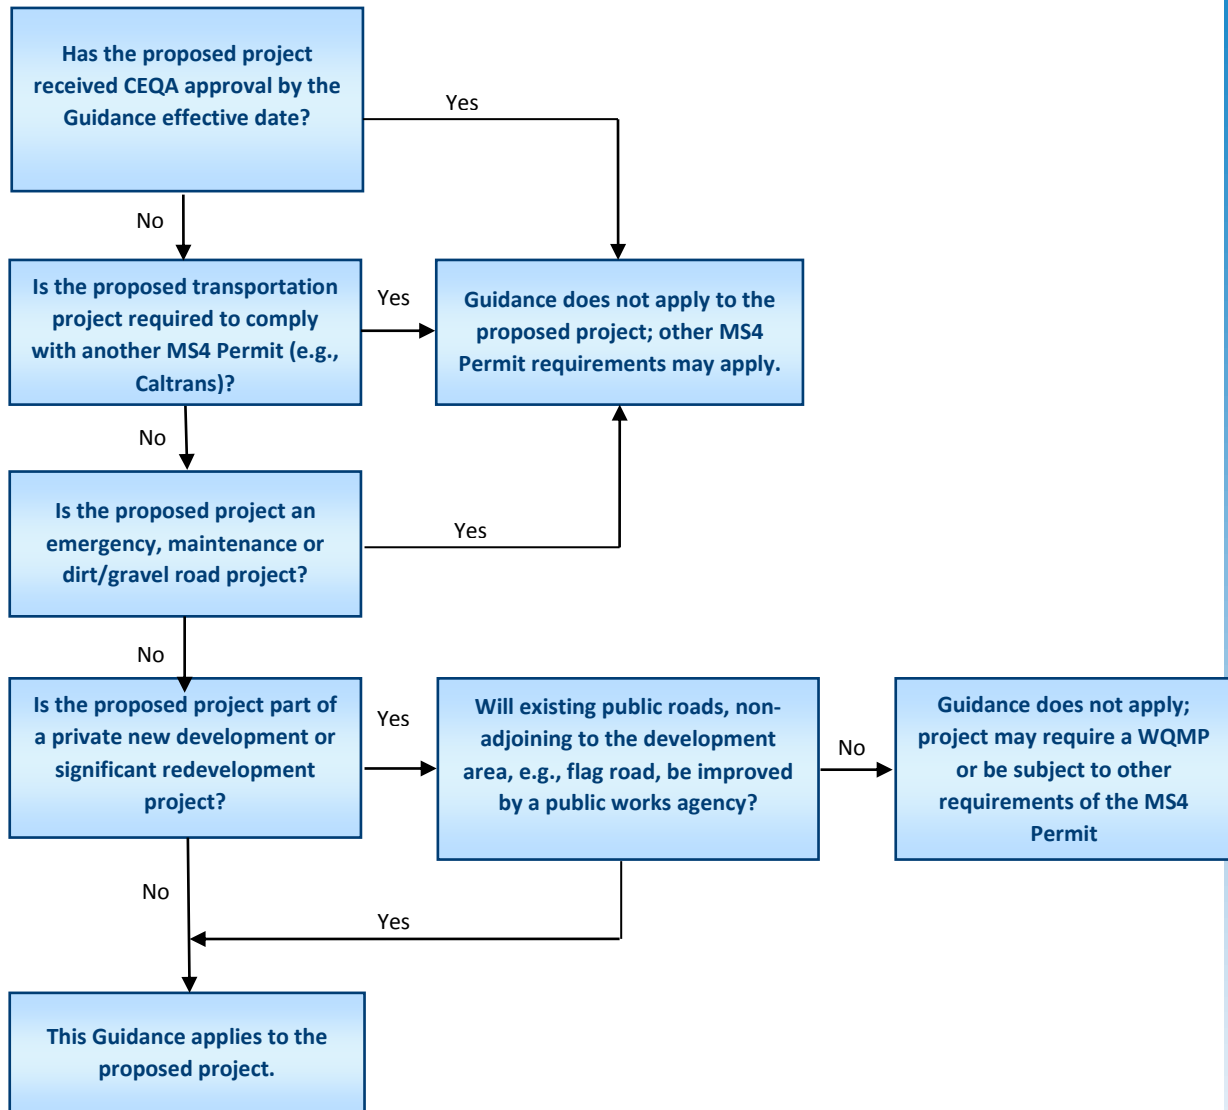 Has the proposed project
received CEQA approval by the
Guidance effective date?
Yes
No
Is the proposed transportation
project required to comply
with another MS4 Permit (e.g.,
Caltrans)?
Yes
Guidance does not apply to the
proposed project; other MS4
Permit requirements may apply.
No
Is the proposed project an
emergency, maintenance or
dirt/gravel road project?
Yes
No
Is the proposed project part of
a private new development or
significant redevelopment
project?
Yes
Will existing public roads, non-
adjoining to the development
area, e.g., flag road, be improved
by a public works agency?
No
Guidance does not apply;
project may require a WQMP
or be subject to other
requirements of the MS4
Permit
No
Yes
This Guidance applies to the
proposed project.